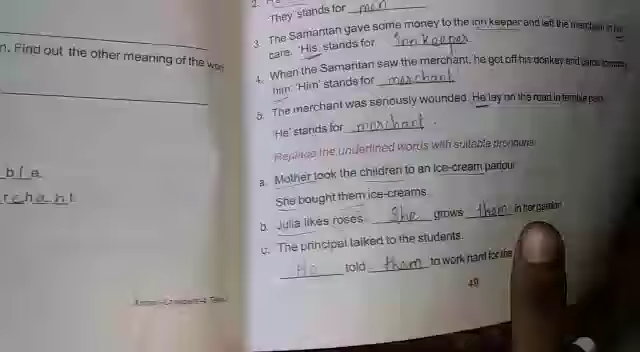 n. Find out the other meaning of the wor
ble
rchant
They' stands for men
3. The Samaritan gave some money to the inn keeper and left the merchant in his
care. 'His' stands for Inn keeper
4. When the Samaritan saw the merchant, he got off his donkey and
him. 'Him' stands for merchant
5. The merchant was seriously wounded. He lay on the road in terrible pain.
'He' stands for merchant.
Replace the underlined words with suitable pronouns.
a. Mother took the children to an ice-cream parlour.
She bought them ice-creams.
b. Julia likes roses. She grows them in her garden
c. The principal talked to the students.
He told them to work hard for the
49